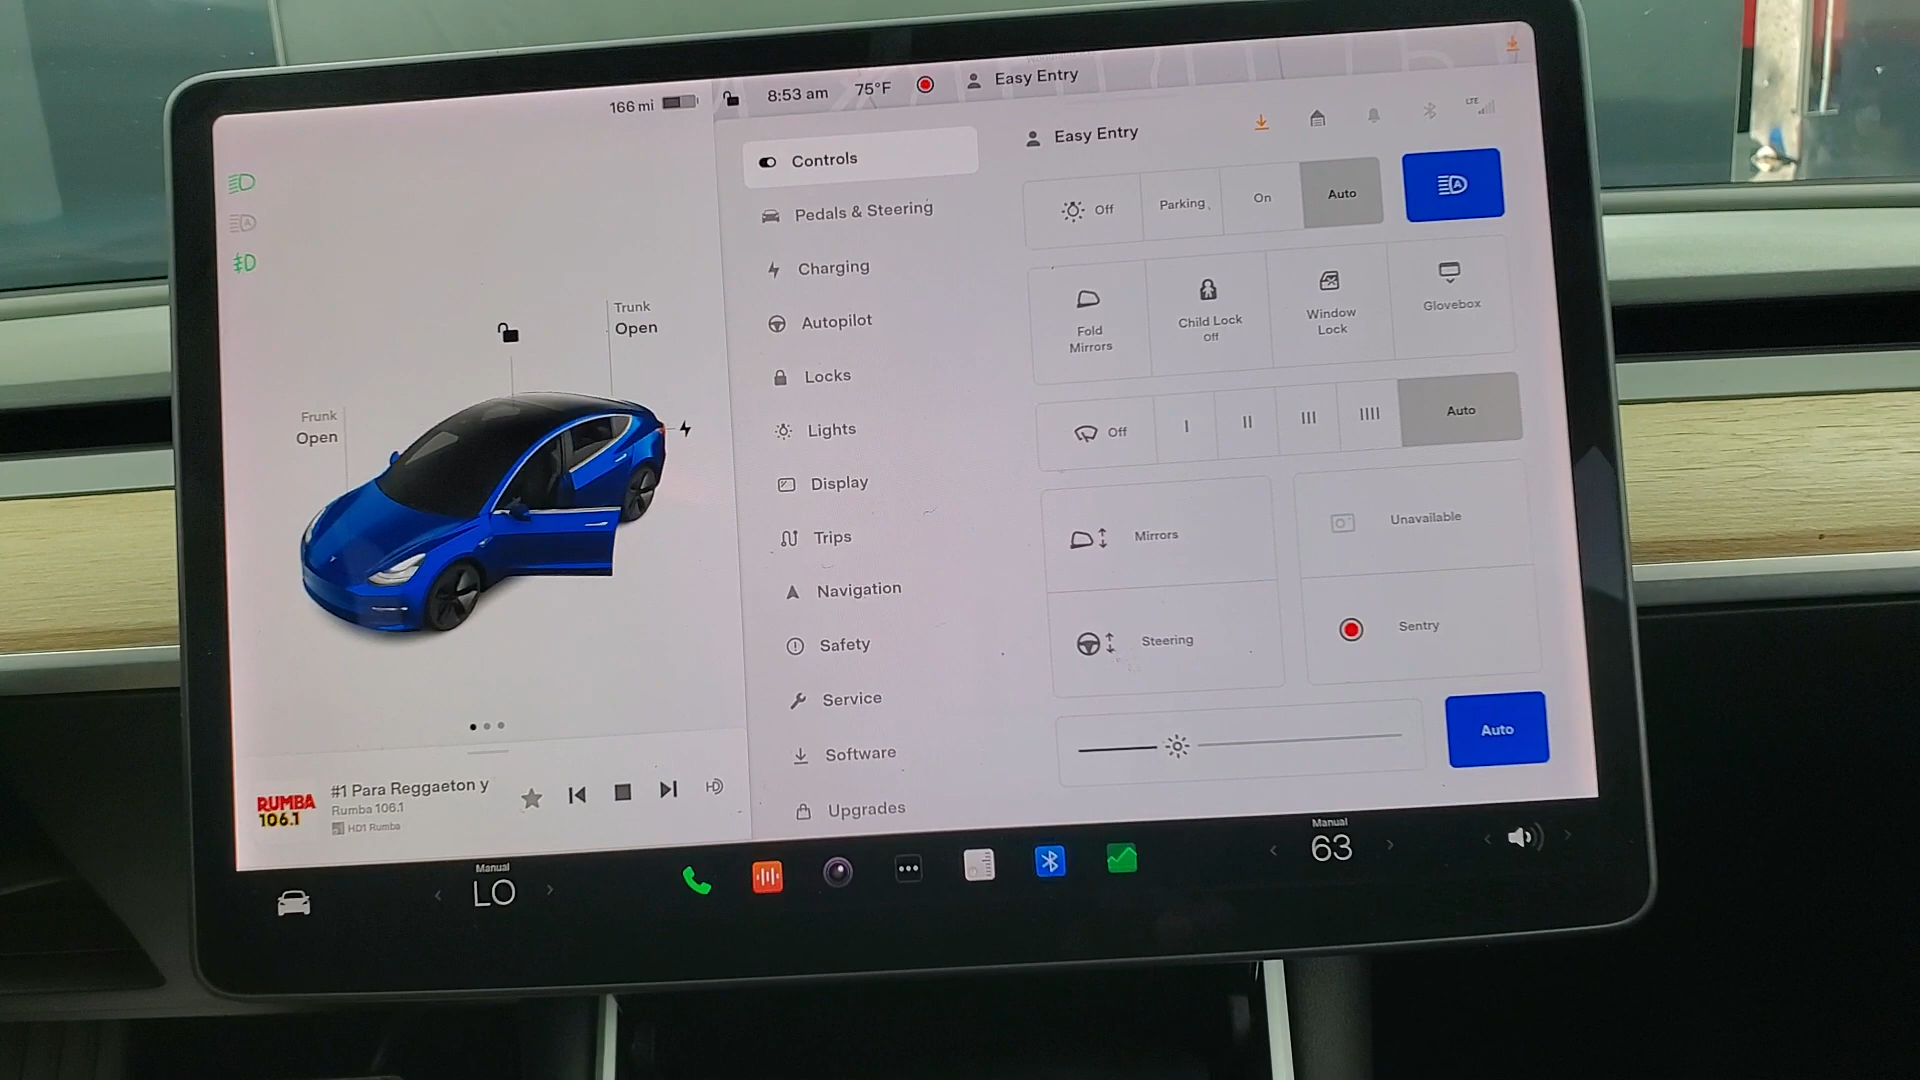 166 mi
8:53 am 75°F Easy Entry
Trunk
Open
Frunk
Open
#1 Para Reggaeton y
Rumba 106.1
HD1 Rumba
RUMBA
106.1
HD
Controls
Pedals & Steering
Charging
Autopilot
Locks
Lights
Display
Trips
Navigation
Safety
Service
Software
Upgrades
Easy Entry
LTE
Off Parking On Auto
Fold
Mirrors
Child Lock
Off
Window
Lock
Glovebox
Off I II III IIII Auto
Mirrors
Unavailable
Steering
Sentry
Auto
Manual
LO
Manual
63